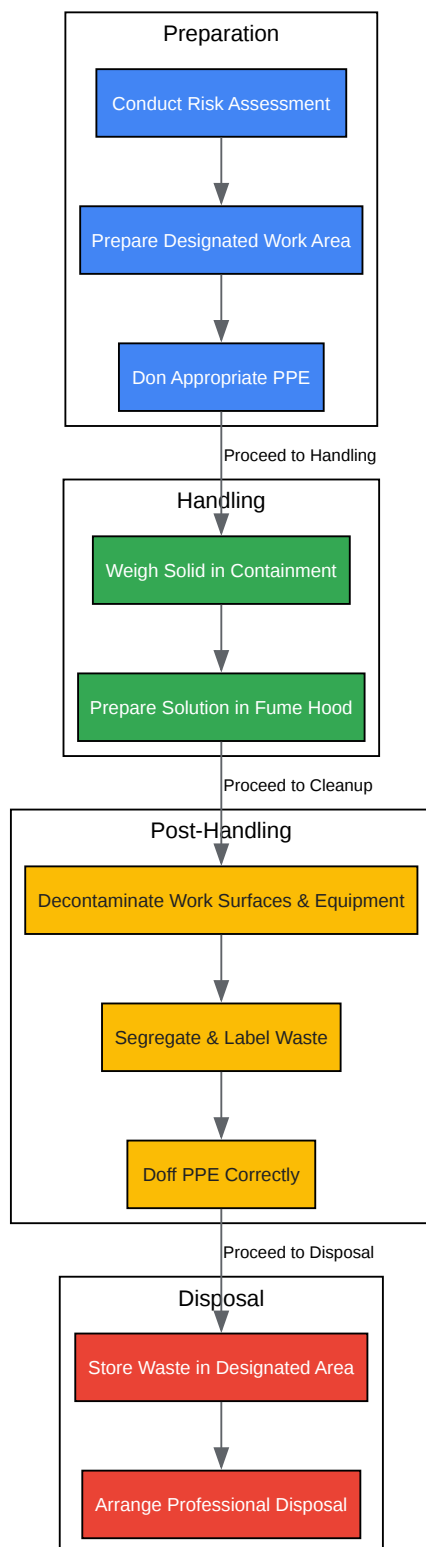 Preparation
Conduct Risk Assessment
Prepare Designated Work Area
Don Appropriate PPE
Proceed to Handling
Handling
Weigh Solid in Containment
Prepare Solution in Fume Hood
Proceed to Cleanup
Post-Handling
Decontaminate Work Surfaces & Equipment
Segregate & Label Waste
Doff PPE Correctly
Proceed to Disposal
Disposal
Store Waste in Designated Area
Arrange Professional Disposal